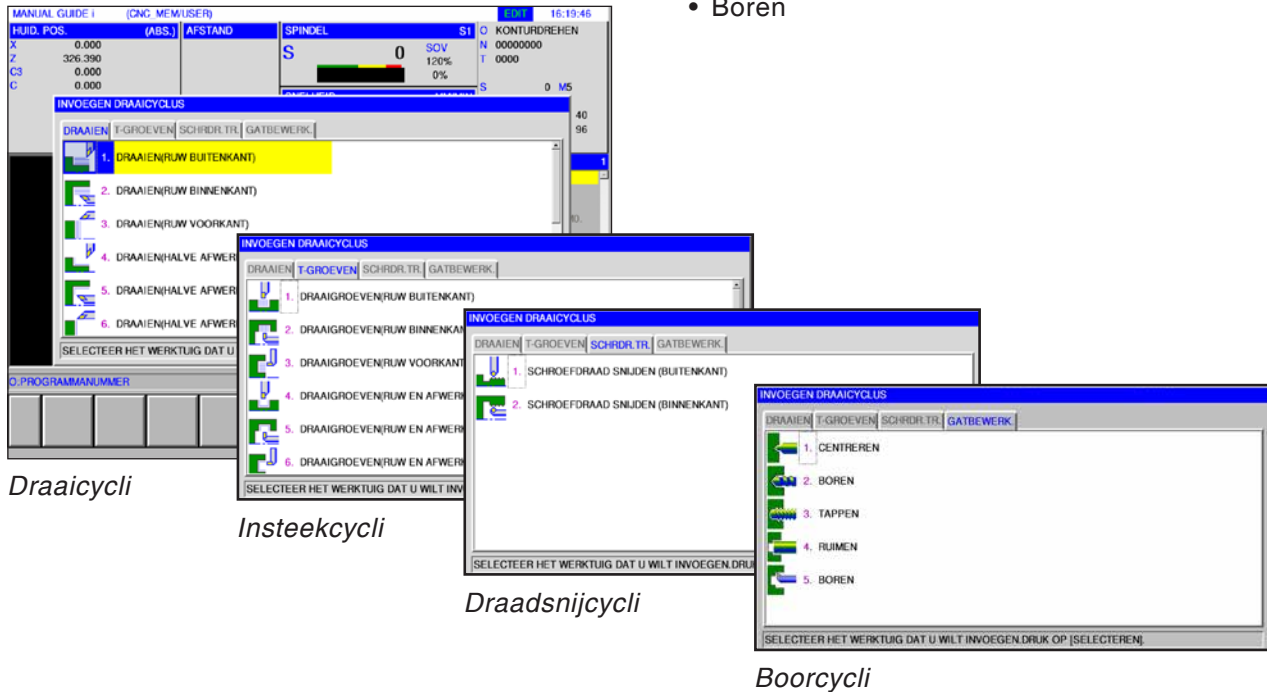 • Boren
MANUAL GUIDE i (CNC_MEM/USER) EDIT 16:19:46
HUID. POS. (ABS.) AFSTAND SPINDEL S1 O KONTURDREHEN
X 0.000 S 0 SOV N 00000000
Z 326.390 120% T 0000
C3 0.000 0%
C 0.000 S 0 M5
40
96
1
INVOEGEN DRAAICYCLUS
DRAAIEN T-GROEVEN SCHRDR.TR. GATBEWERK.
1. DRAAIEN(RUW BUITENKANT)
2. DRAAIEN(RUW BINNENKANT)
3. DRAAIEN(RUW VOORKANT)
4. DRAAIEN(HALVE AFWER
5. DRAAIEN(HALVE AFWER
6. DRAAIEN(HALVE AFWER
SELECTEER HET WERKTUIG DAT U
O.PROGRAMMANUMMER
Draaicycli
INVOEGEN DRAAICYCLUS
DRAAIEN T-GROEVEN SCHRDR.TR. GATBEWERK.
1. DRAAIGROEVEN(RUW BUITENKANT)
2. DRAAIGROEVEN(RUW BINNENKAN
3. DRAAIGROEVEN(RUW VOORKANT
4. DRAAIGROEVEN(RUW EN AFWER
5. DRAAIGROEVEN(RUW EN AFWER
6. DRAAIGROEVEN(RUW EN AFWER
SELECTEER HET WERKTUIG DAT U WILT INV
Insteekcycli
INVOEGEN DRAAICYCLUS
DRAAIEN T-GROEVEN SCHRDR.TR. GATBEWERK.
1. SCHROEFDRAAD SNIJDEN (BUITENKANT)
2. SCHROEFDRAAD SNIJDEN (BINNENKANT)
SELECTEER HET WERKTUIG DAT U WILT INVOEGEN.DRU
Draadsnijcycli
INVOEGEN DRAAICYCLUS
DRAAIEN T-GROEVEN SCHRDR.TR. GATBEWERK.
1. CENTREREN
2. BOREN
3. TAPPEN
4. RUIMEN
5. BOREN
SELECTEER HET WERKTUIG DAT U WILT INVOEGEN.DRUK OP [SELECTEREN].
Boorcycli